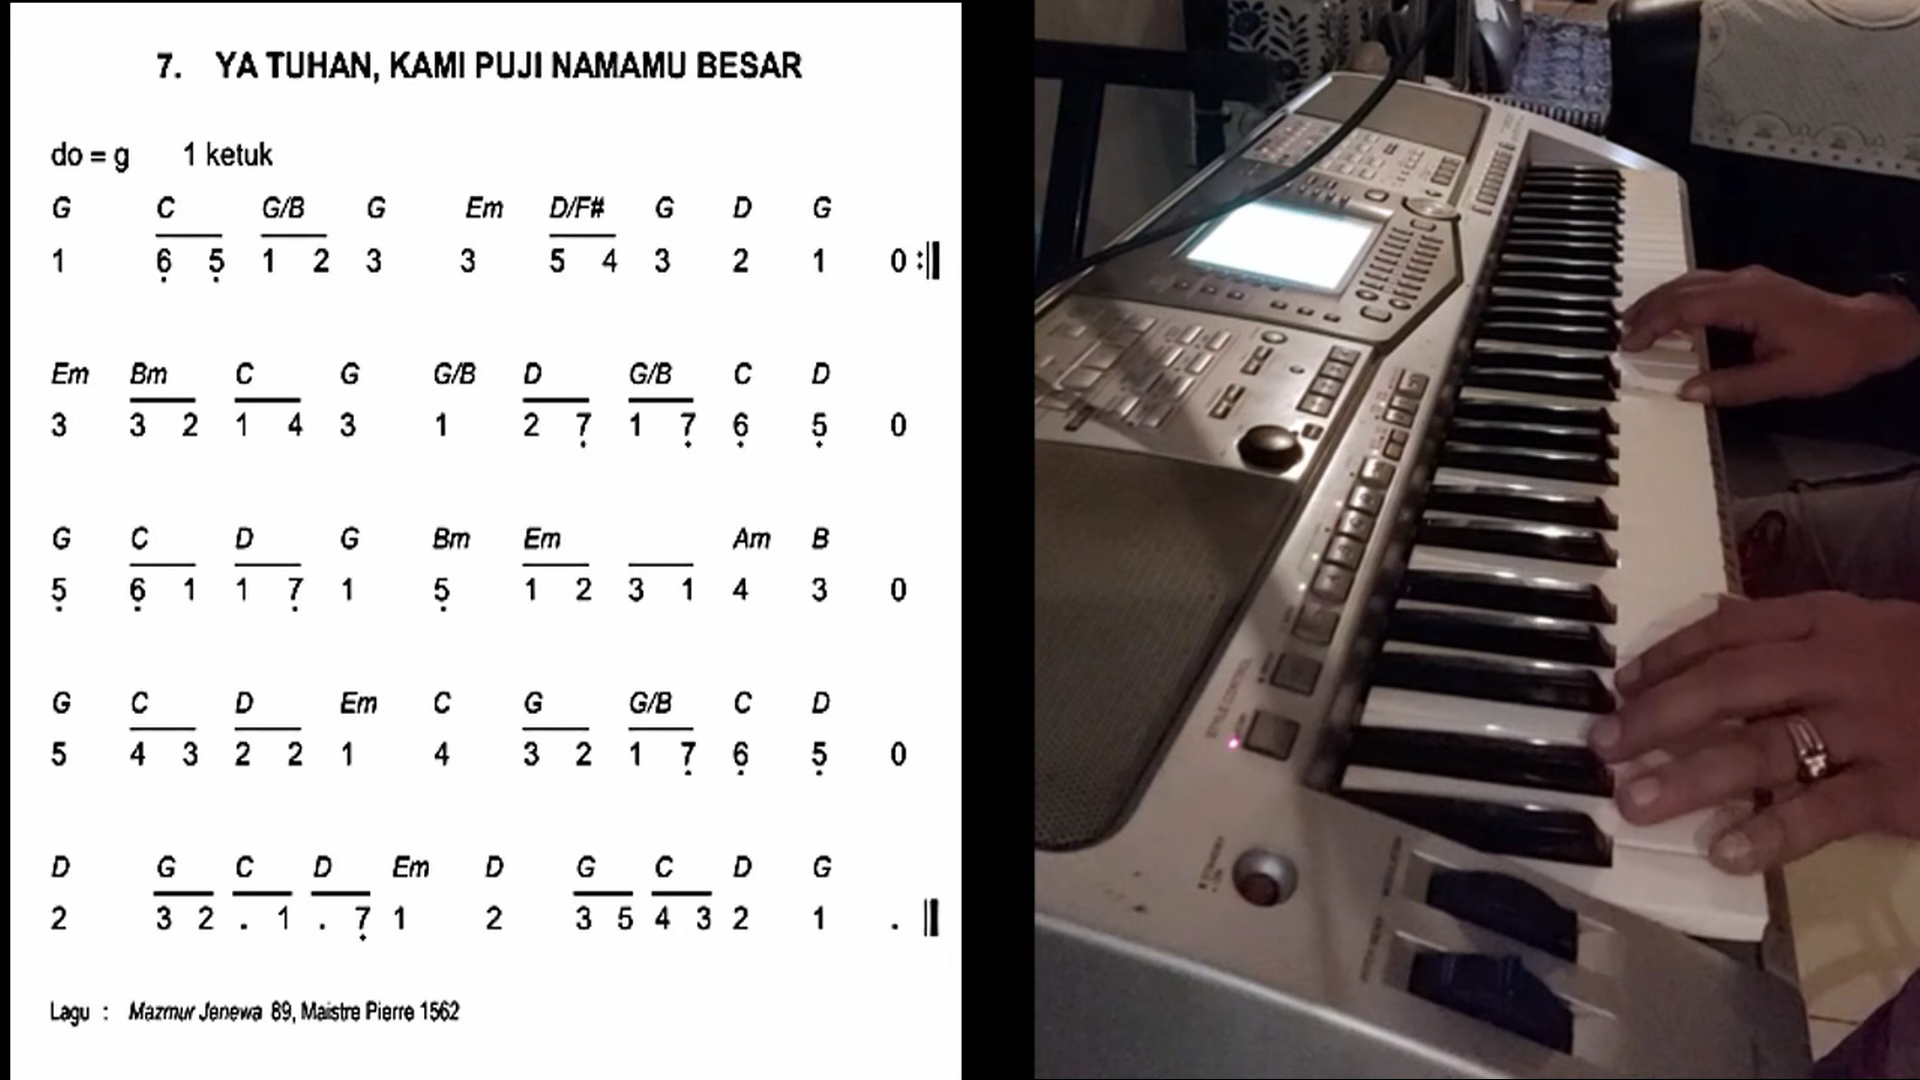 7. YA TUHAN, KAMI PUJI NAMAMU BESAR
do = g 1 ketuk
G C G/B G Em D/F# G D G
1 6̣ 5̣ 1 2 3 3 5 4 3 2 1 0 :||
Em Bm C G G/B D G/B C D
3 3 2 1 4 3 1 2 7̣ 1 7̣ 6̣ 5̣ 0
G C D G Bm Em Am B
5̣ 6̣ 1 1 7̣ 1 5̣ 1 2 3 1 4 3 0
G C D Em C G G/B C D
5 4 3 2 2 1 4 3 2 1 7̣ 6̣ 5̣ 0
D G C D Em D G C D G
2 3 2 . 1 . 7̣ 1 2 3 5 4 3 2 1 . ||
Lagu : Mazmur Jenewa 89, Maistre Pierre 1562